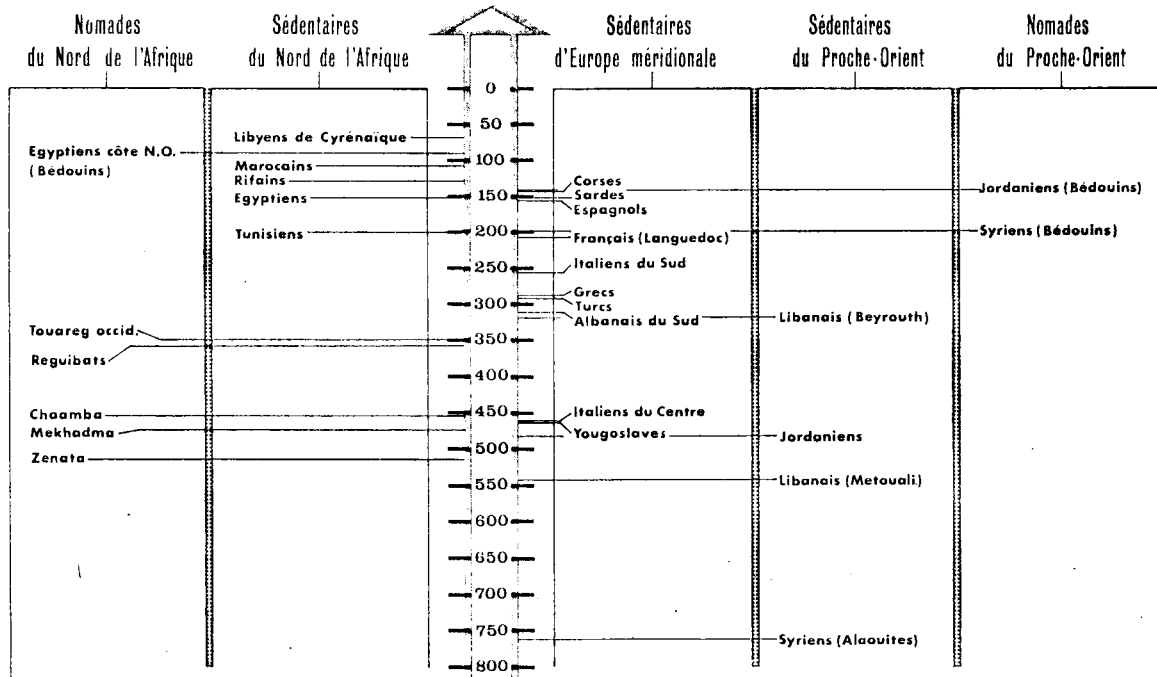 Nomades
du Nord de l'Afrique
Sédentaires
du Nord de l'Afrique
Sédentaires
d'Europe méridionale
Sédentaires
du Proche-Orient
Nomades
du Proche-Orient
0
50
100
150
200
250
300
350
400
450
500
550
600
650
700
750
800
Egyptiens côte N.O.
(Bédouins)
Touareg occid.
Reguibats
Chaamba
Mekhadma
Zenata
Libyens de Cyrénaïque
Marocains
Rifains
Egyptiens
Tunisiens
Corses
Sardes
Espagnols
Français (Languedoc)
Italiens du Sud
Grecs
Turcs
Albanais du Sud
Italiens du Centre
Yougoslaves
Libanais (Beyrouth)
Jordaniens
Libanais (Metouali)
Syriens (Alaouites)
Jordaniens (Bédouins)
Syriens (Bédouins)